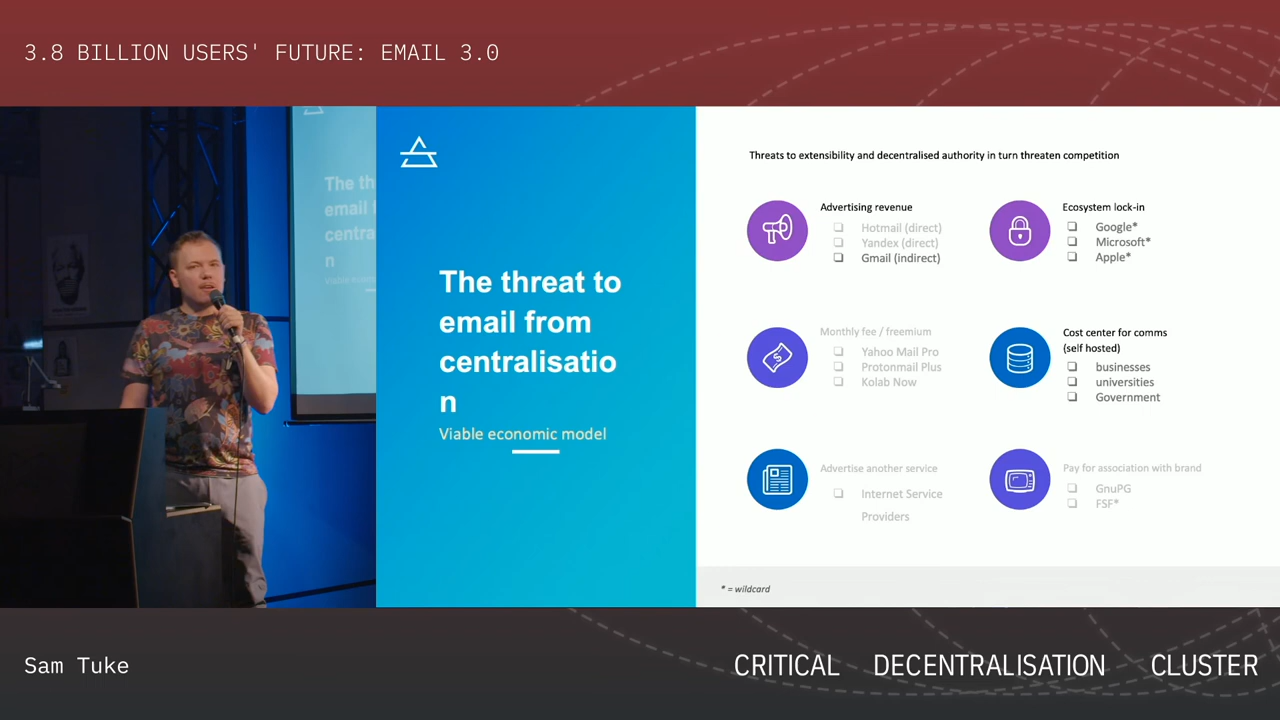 3.8 BILLION USERS' FUTURE: EMAIL 3.0
The th
email f
centra
n
The threat to
email from
centralisatio
n
Viable economic model
Threats to extensibility and decentralised authority in turn threaten competition
Advertising revenue
Hotmail (direct)
Yandex (direct)
Gmail (indirect)
Ecosystem lock-in
Google*
Microsoft*
Apple*
Monthly fee / freemium
Yahoo Mail Pro
Protonmail Plus
Kolab Now
Cost center for comms
(self hosted)
businesses
universities
Government
Advertise another service
Internet Service
Providers
Pay for association with brand
GnuPG
FSF*
* = wildcard
Sam Tuke
CRITICAL DECENTRALISATION CLUSTER